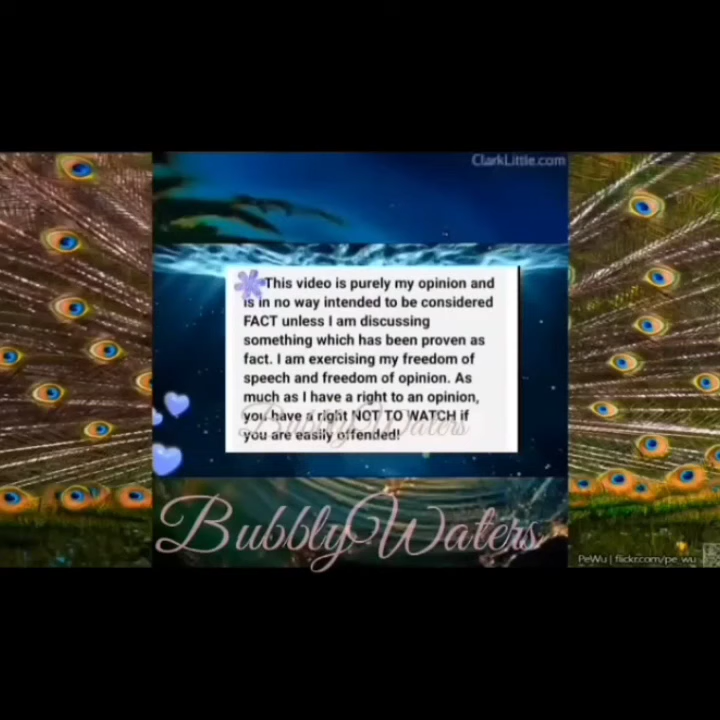 ClarkLittle.com
This video is purely my opinion and
is in no way intended to be considered
FACT unless I am discussing
something which has been proven as
fact. I am exercising my freedom of
speech and freedom of opinion. As
much as I have a right to an opinion,
you have a right NOT TO WATCH if
you are easily offended!
BubblyWaters
BubblyWaters
PeWu | flickr.com/pe_wu